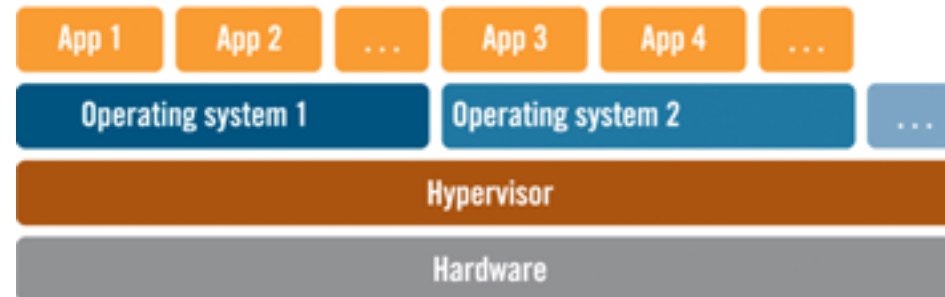 App 1 App 2 ... App 3 App 4 ...
Operating system 1 Operating system 2 ...
Hypervisor
Hardware